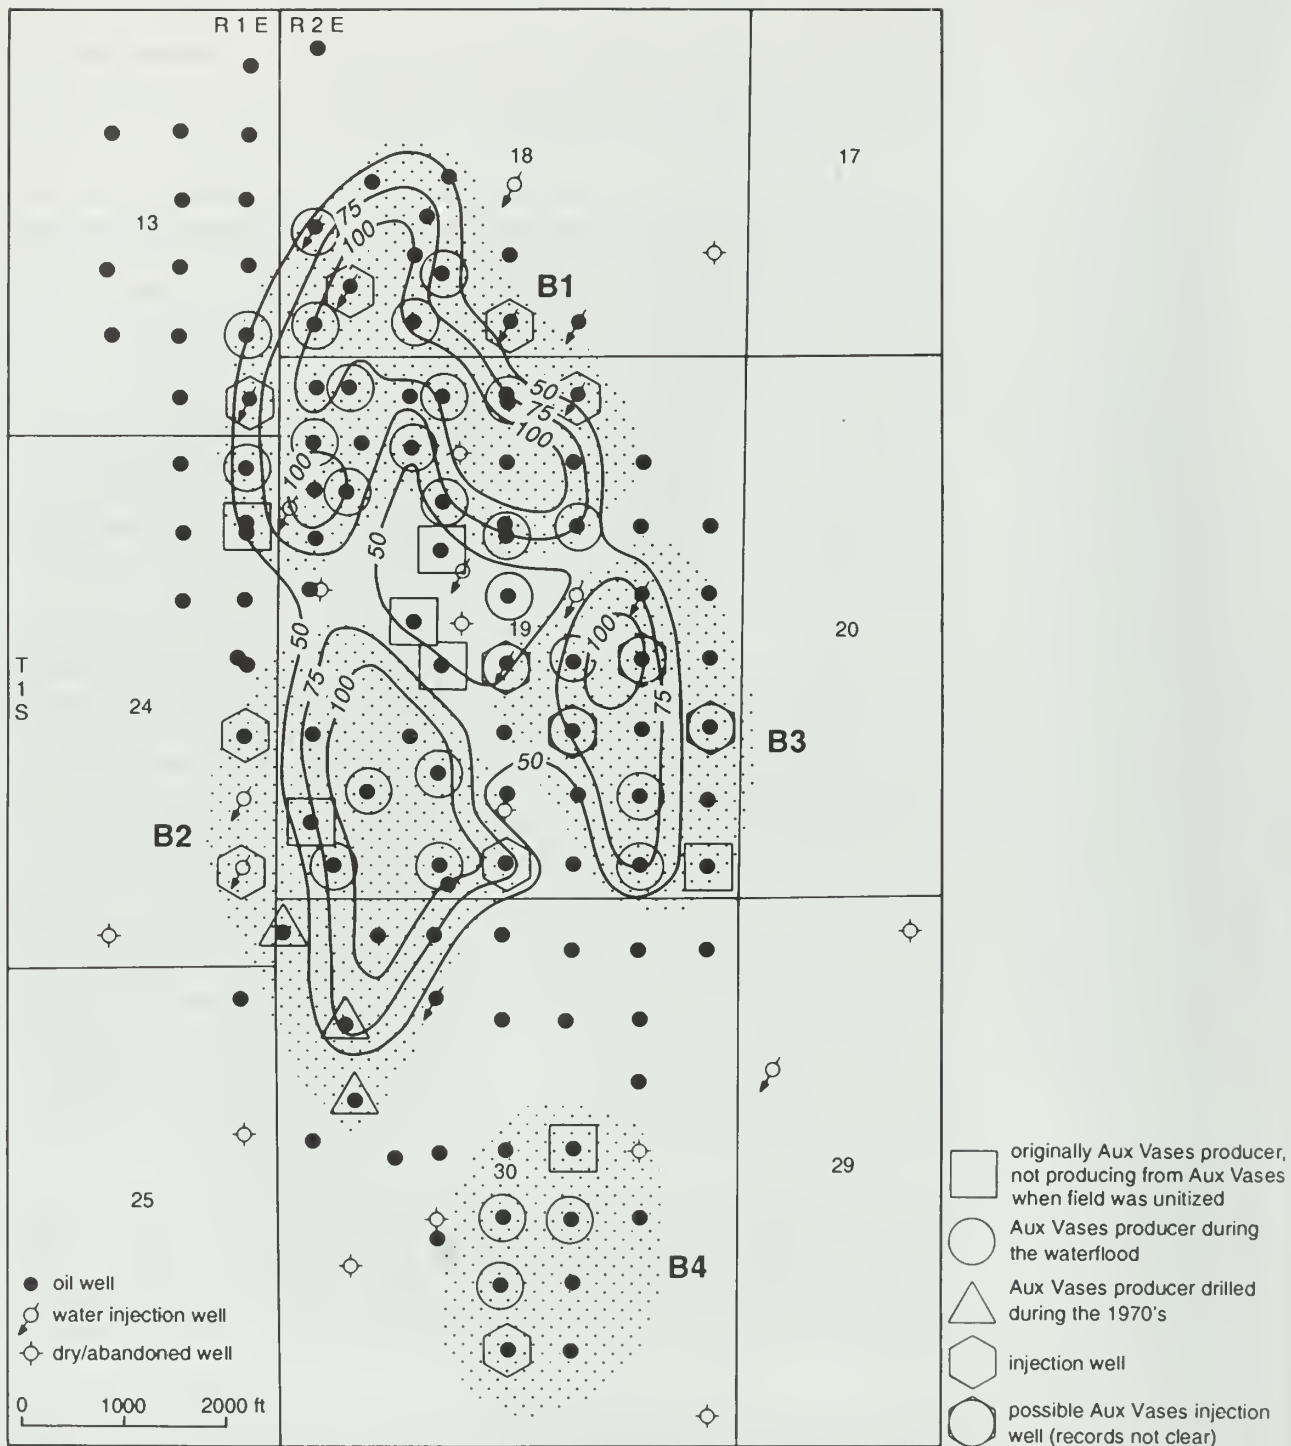 R 1 E R 2 E
18
17
13
75
100
B1
50
75
100
100
50
19
20
100
T
1
S
24
50
75
100
75
B3
50
B2
30
29
25
B4
oil well
water injection well
dry/abandoned well
0 1000 2000 ft
originally Aux Vases producer,
not producing from Aux Vases
when field was unitized
Aux Vases producer during
the waterflood
Aux Vases producer drilled
during the 1970's
injection well
possible Aux Vases injection
well (records not clear)